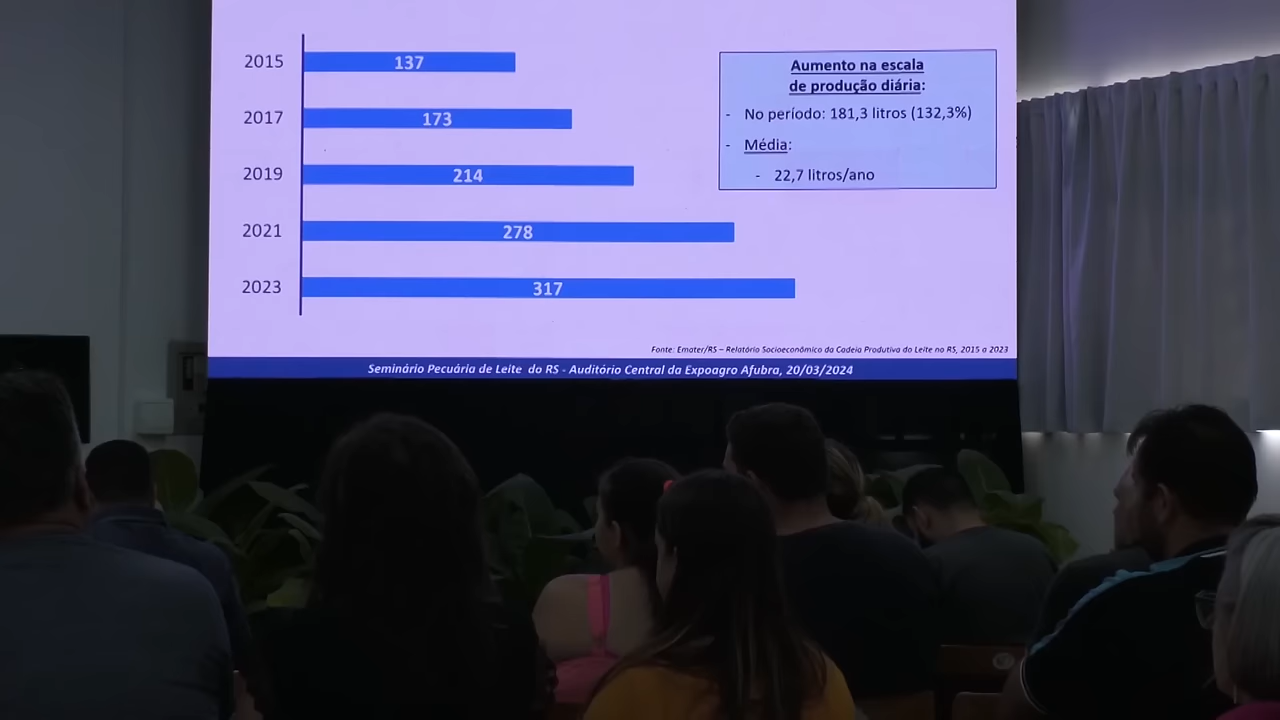 2015
137
2017
173
2019
214
2021
278
2023
317
Aumento na escala
de produção diária:
- No período: 181,3 litros (132,3%)
- Média:
- 22,7 litros/ano
Fonte: Emater/RS – Relatório Socioeconômico da Cadeia Produtiva do Leite no RS, 2015 a 2023
Seminário Pecuária de Leite do RS - Auditório Central da Expoagro Afubra, 20/03/2024